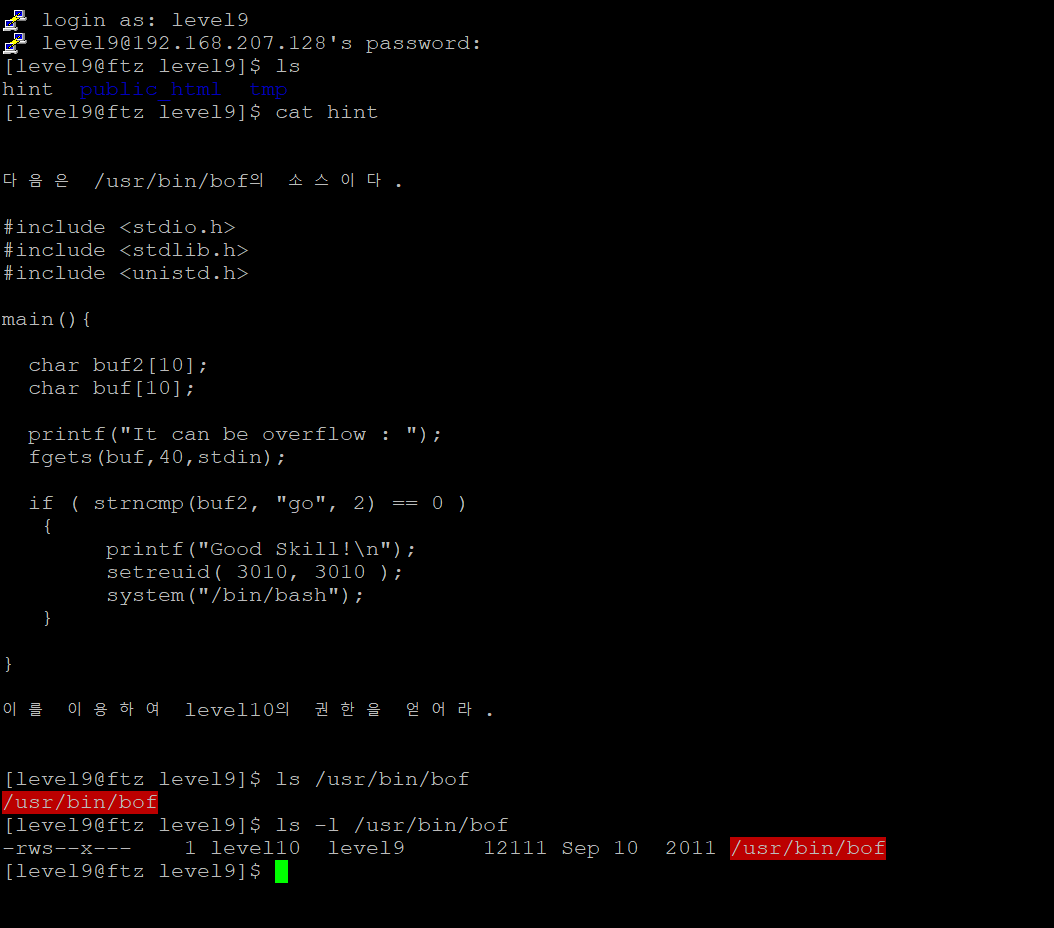 login as: level9
level9@192.168.207.128's password:
[level9@ftz level9]$ ls
hint  public_html  tmp
[level9@ftz level9]$ cat hint
다음은 /usr/bin/bof의 소스이다.
#include <stdio.h>
#include <stdlib.h>
#include <unistd.h>
main(){
  char buf2[10];
  char buf[10];
  printf("It can be overflow : ");
  fgets(buf,40,stdin);
  if ( strncmp(buf2, "go", 2) == 0 )
   {
        printf("Good Skill!\n");
        setreuid( 3010, 3010 );
        system("/bin/bash");
   }
}
이를 이용하여 level10의 권한을 얻어라.
[level9@ftz level9]$ ls /usr/bin/bof
/usr/bin/bof
[level9@ftz level9]$ ls -l /usr/bin/bof
-rws--x---    1 level10  level9      12111 Sep 10  2011 /usr/bin/bof
[level9@ftz level9]$